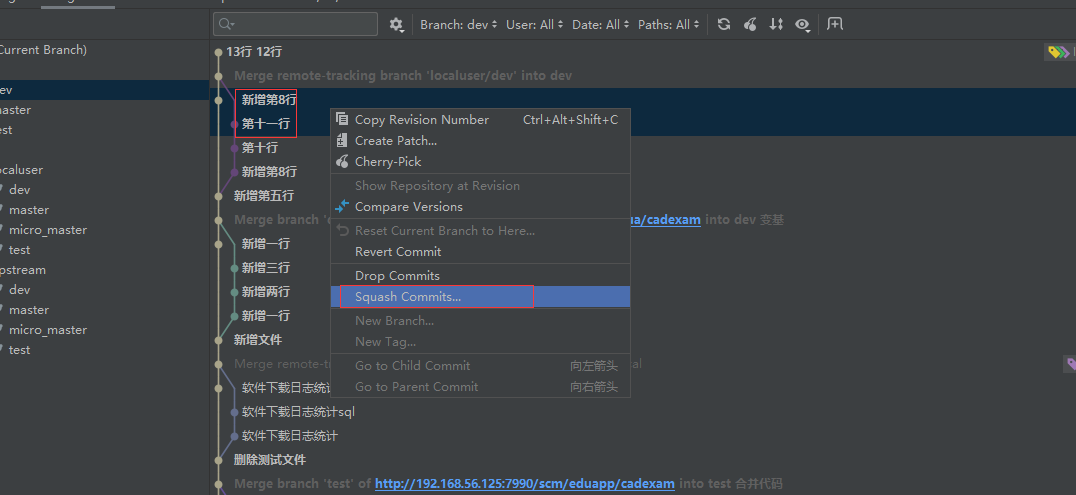 Branch: dev User: All Date: All Paths: All
Current Branch)
ev
aster
est
ocaluser
dev
master
micro_master
test
pstream
dev
master
micro_master
test
13行 12行
Merge remote-tracking branch 'localuser/dev' into dev
新增第8行
第十一行
第十行
新增第8行
新增第五行
Merge branch 'd ua/cadexam into dev 变基
新增一行
新增三行
新增两行
新增一行
新增文件
Merge remote-t al
软件下载日志统计
软件下载日志统计sql
软件下载日志统计
删除测试文件
Merge branch 'test' of http://192.168.56.125:7990/scm/eduapp/cadexam into test 合并代码
Copy Revision Number Ctrl+Alt+Shift+C
Create Patch...
Cherry-Pick
Show Repository at Revision
Compare Versions
Reset Current Branch to Here...
Revert Commit
Drop Commits
Squash Commits...
New Branch...
New Tag...
Go to Child Commit 向左箭头
Go to Parent Commit 向右箭头